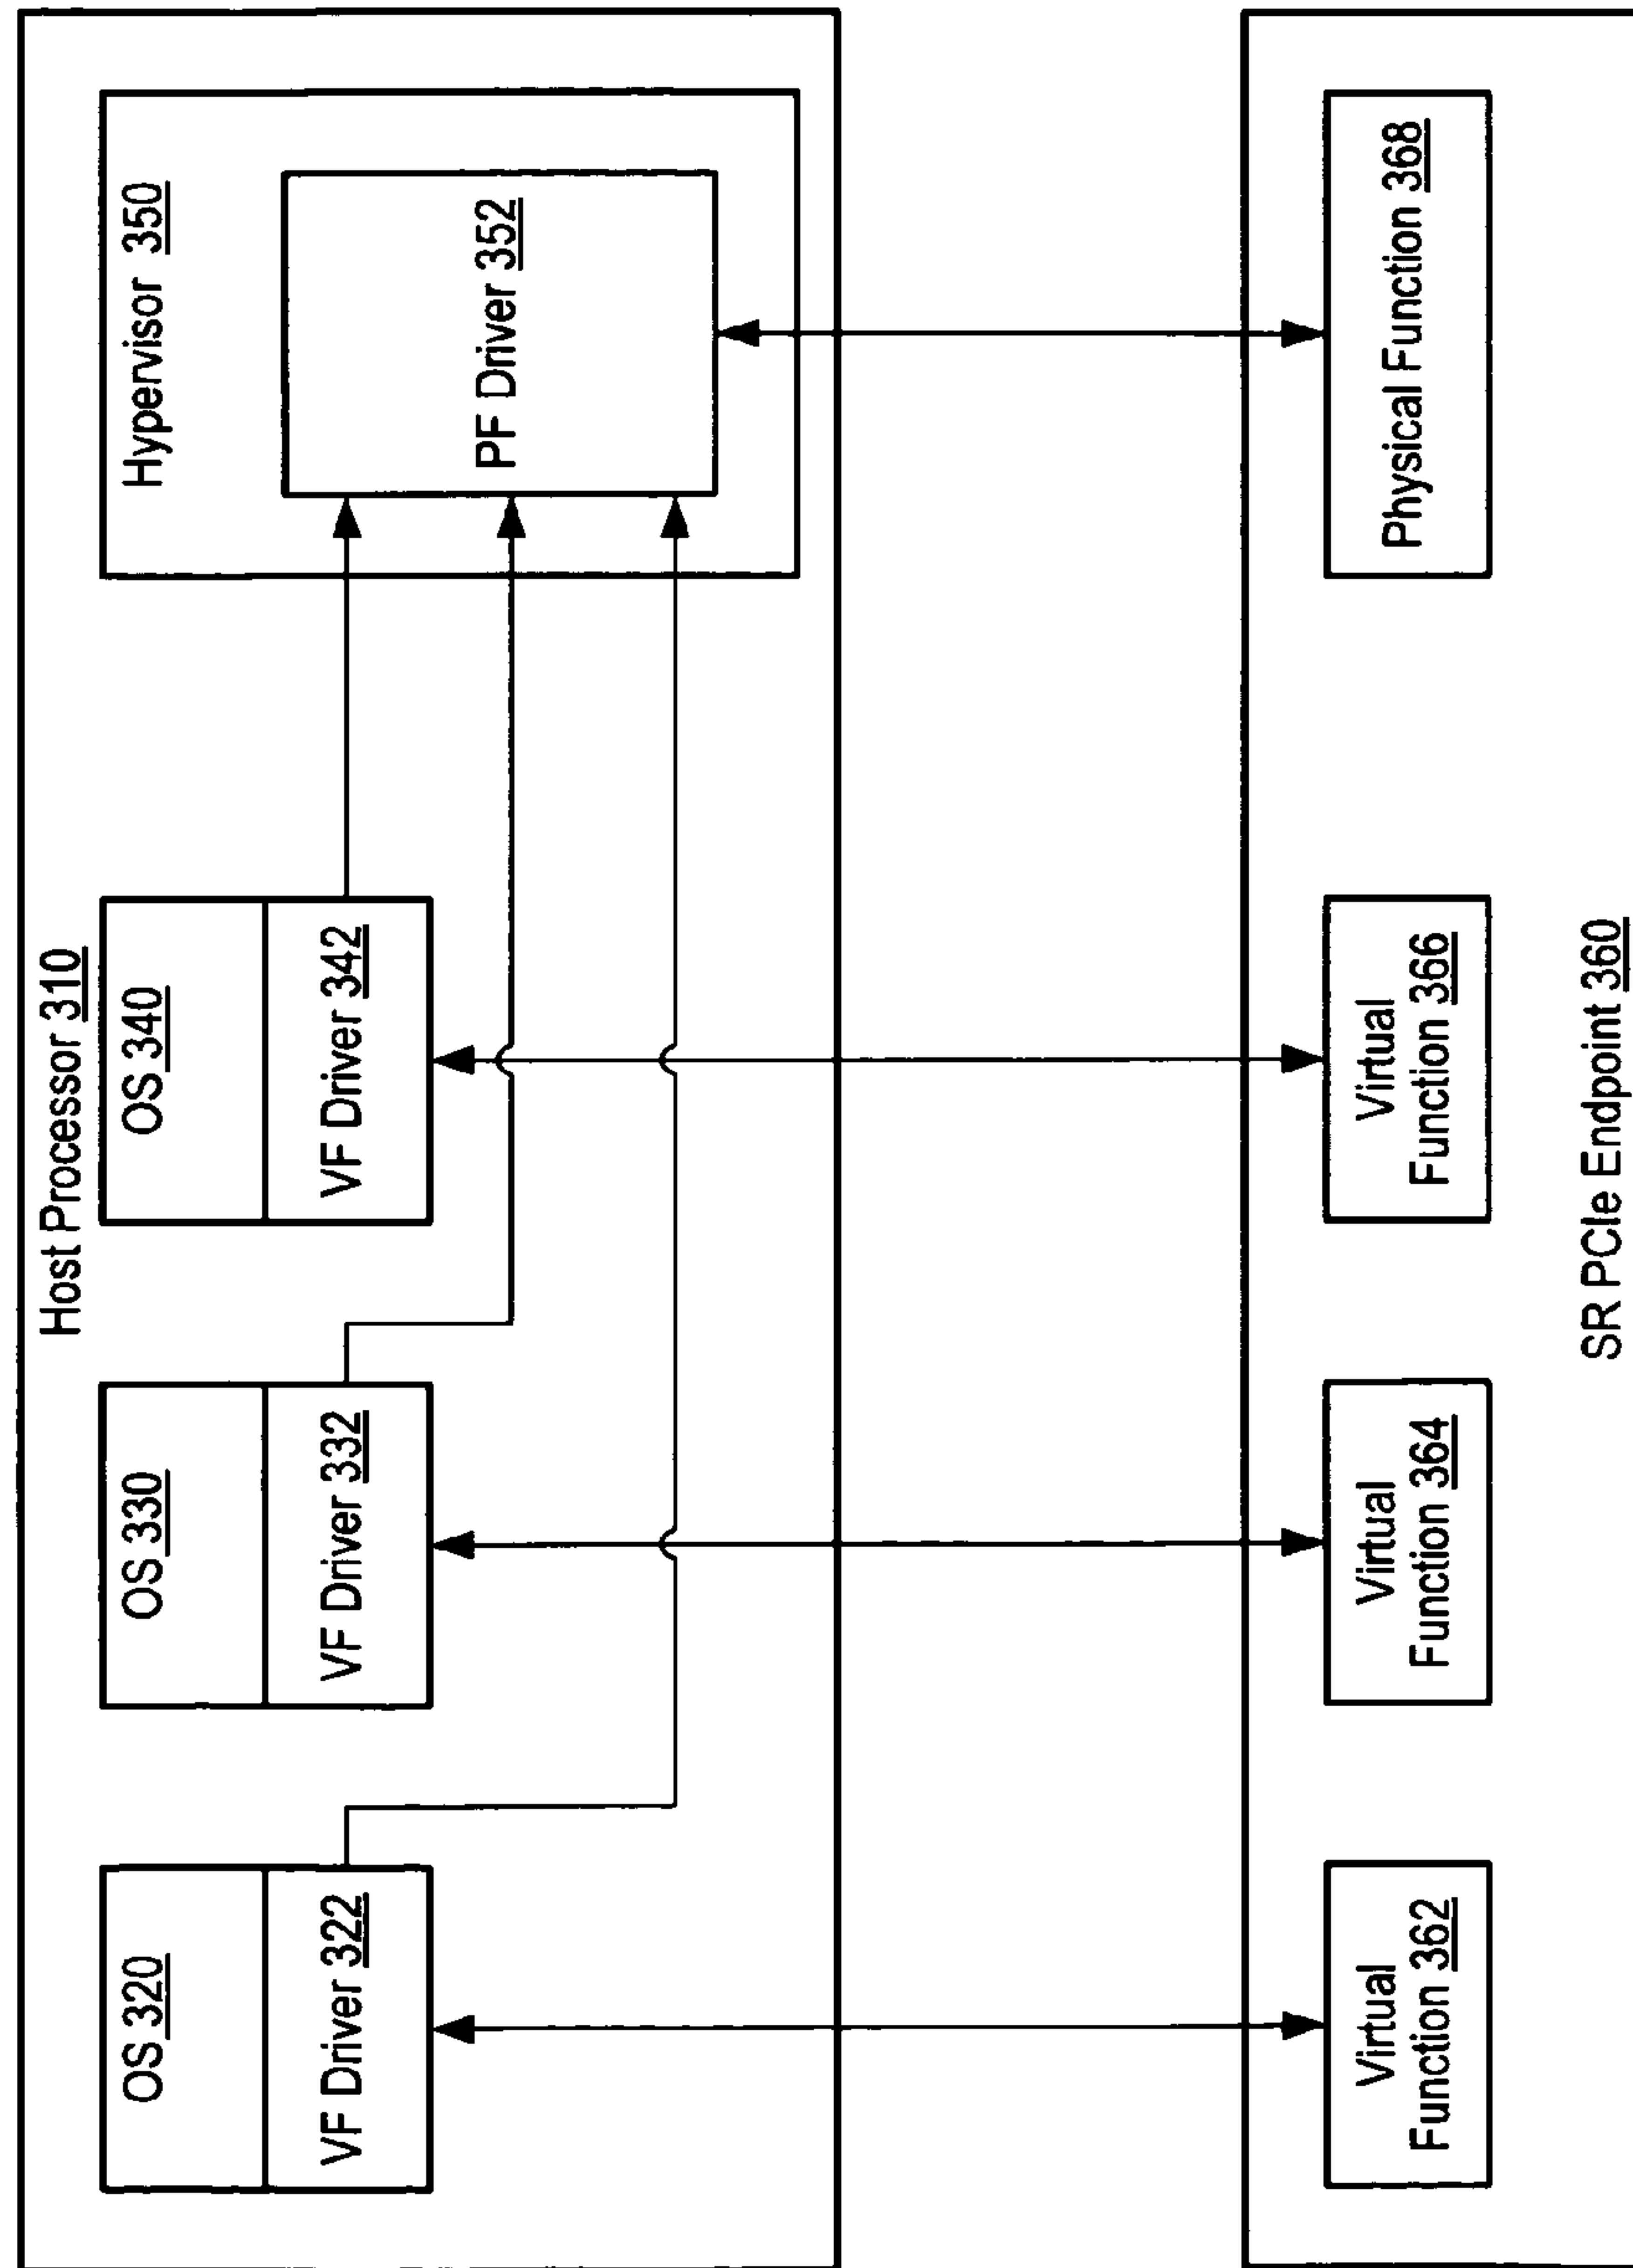 Host Processor 310
OS 320
VF Driver 322
OS 330
VF Driver 332
OS 340
VF Driver 342
Hypervisor 350
PF Driver 352
Virtual
Function 362
Virtual
Function 364
Virtual
Function 366
Physical Function 368
SR PCIe Endpoint 360